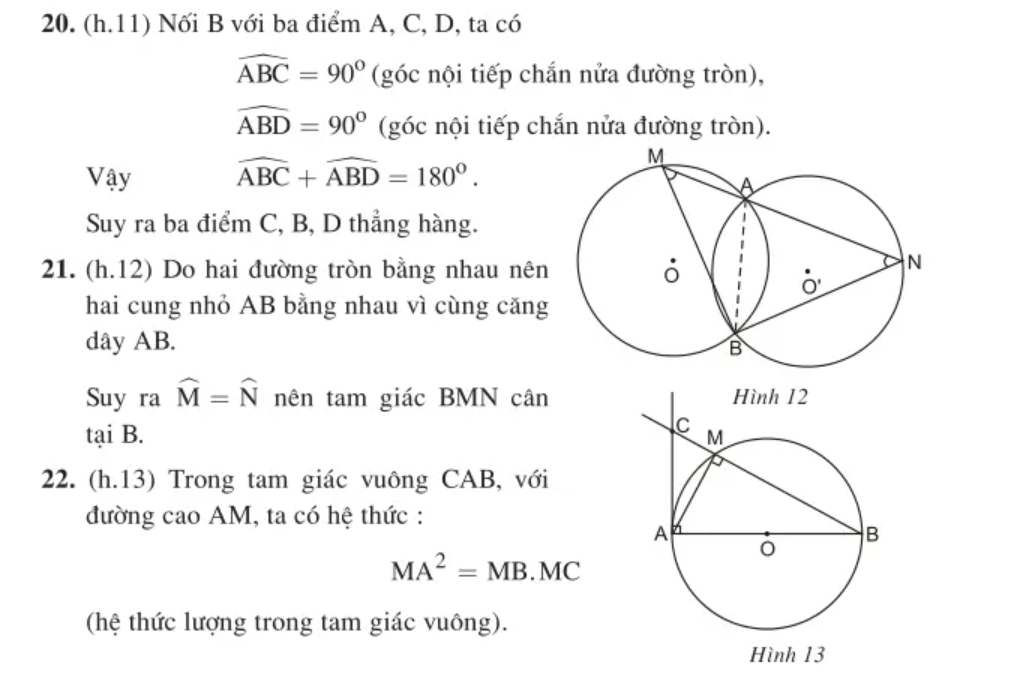 20. (h.11) Nối B với ba điểm A, C, D, ta có
ABC = 90º (góc nội tiếp chắn nửa đường tròn),
ABD = 90º (góc nội tiếp chắn nửa đường tròn).
Vậy ABC + ABD = 180º.
Suy ra ba điểm C, B, D thẳng hàng.
21. (h.12) Do hai đường tròn bằng nhau nên
hai cung nhỏ AB bằng nhau vì cùng căng
dây AB.
Suy ra M = N nên tam giác BMN cân
tại B.
22. (h.13) Trong tam giác vuông CAB, với
đường cao AM, ta có hệ thức :
MA² = MB.MC
(hệ thức lượng trong tam giác vuông).
M
A
N
O
O'
B
Hình 12
C
M
A
B
O
Hình 13